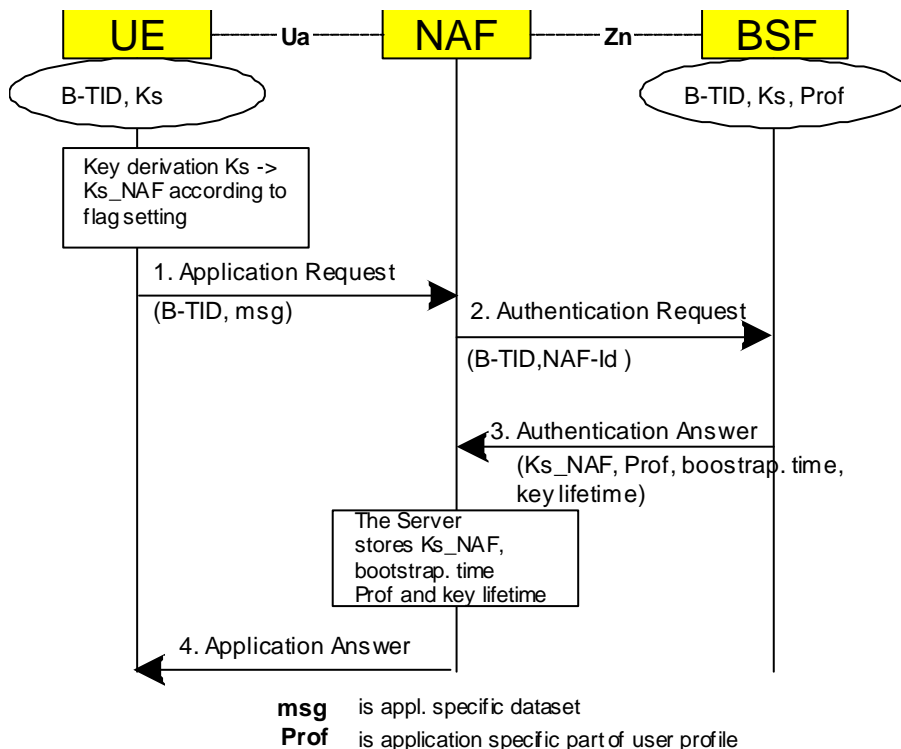 UE Ua NAF Zn BSF
B-TID, Ks
B-TID, Ks, Prof
Key derivation Ks ->
Ks_NAF according to
flag setting
1. Application Request
(B-TID, msg)
2. Authentication Request
(B-TID,NAF-Id )
3. Authentication Answer
(Ks_NAF, Prof, boostrap. time,
key lifetime)
The Server
stores Ks_NAF,
bootstrap. time
Prof and key lifetime
4. Application Answer
msg is appl. specific dataset
Prof is application specific part of user profile